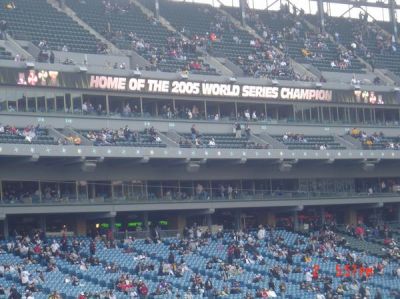 HOME OF THE 2005 WORLD SERIES CHAMPION